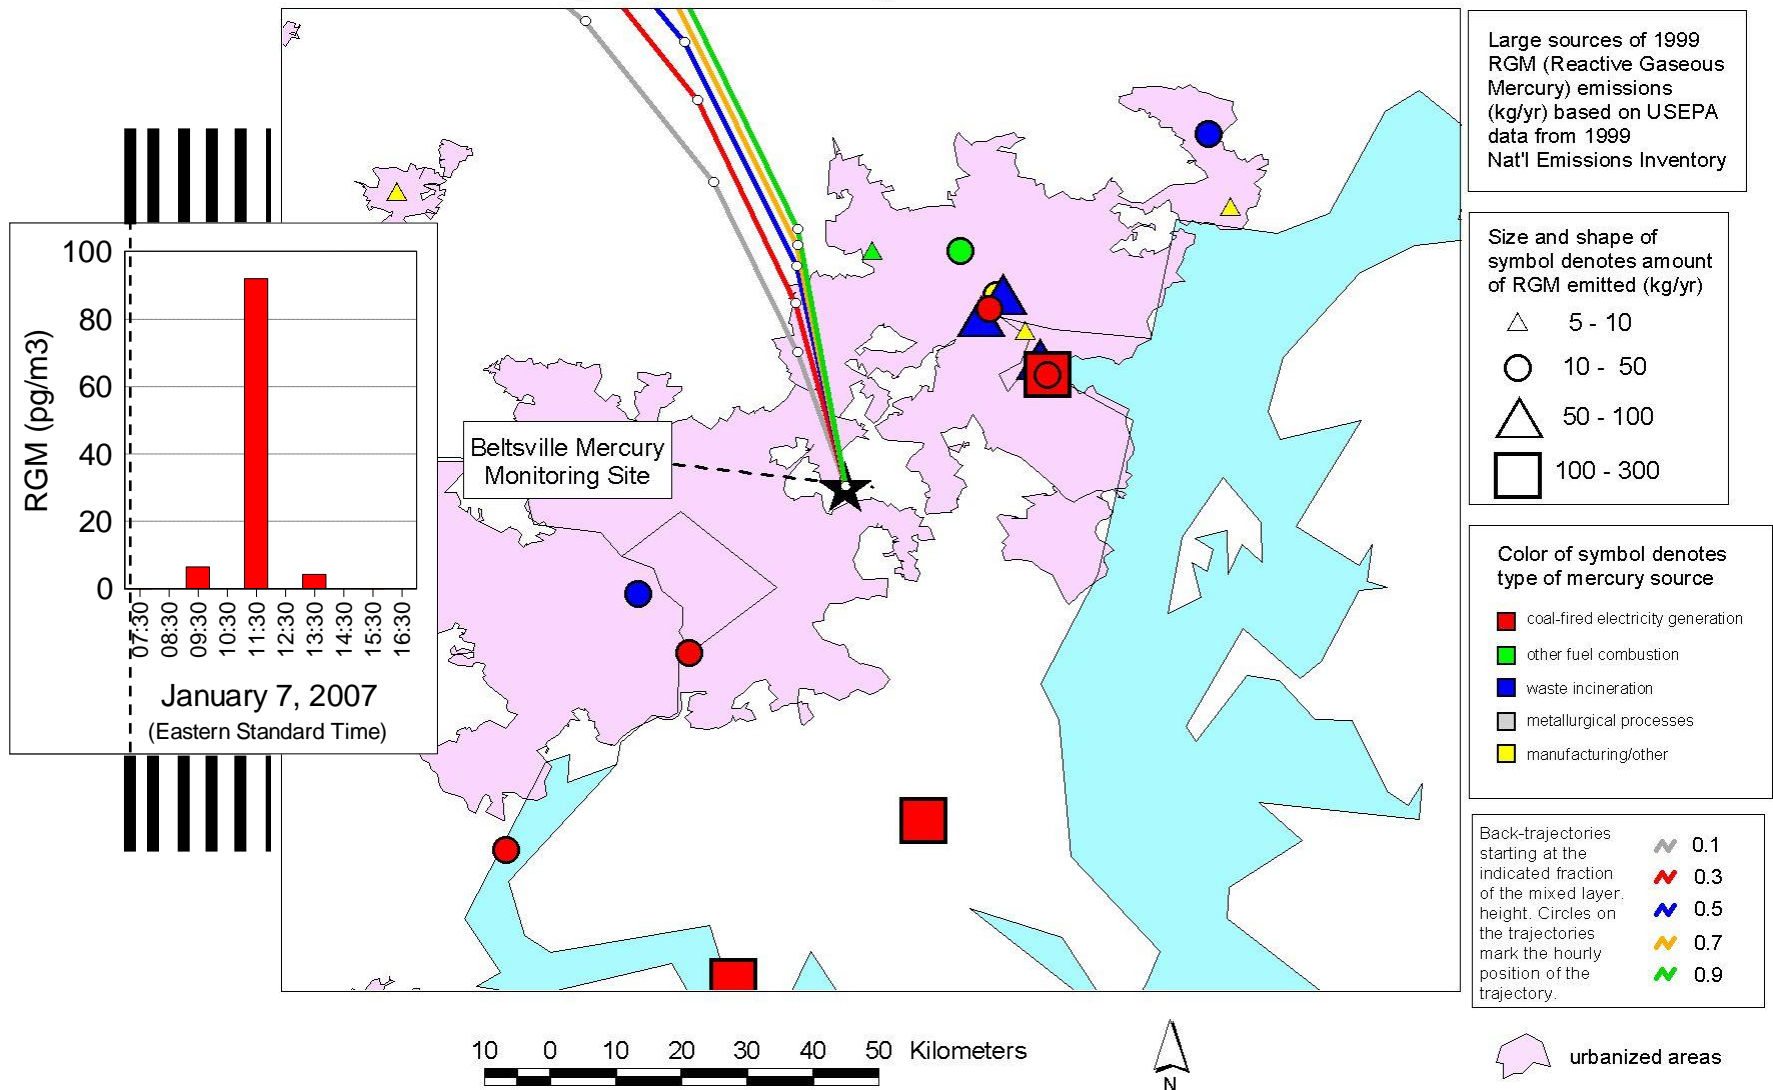 Large sources of 1999
RGM (Reactive Gaseous
Mercury) emissions
(kg/yr) based on USEPA
data from 1999
Nat'l Emissions Inventory
Size and shape of
symbol denotes amount
of RGM emitted (kg/yr)
5 - 10
10 - 50
50 - 100
100 - 300
Color of symbol denotes
type of mercury source
coal-fired electricity generation
other fuel combustion
waste incineration
metallurgical processes
manufacturing/other
Back-trajectories
starting at the
indicated fraction
of the mixed layer.
height. Circles on
the trajectories
mark the hourly
position of the
trajectory.
0.1
0.3
0.5
0.7
0.9
urbanized areas
Beltsville Mercury
Monitoring Site
RGM (pg/m3)
100
80
60
40
20
0
07:30
08:30
09:30
10:30
11:30
12:30
13:30
14:30
15:30
16:30
January 7, 2007
(Eastern Standard Time)
10 0 10 20 30 40 50 Kilometers
N